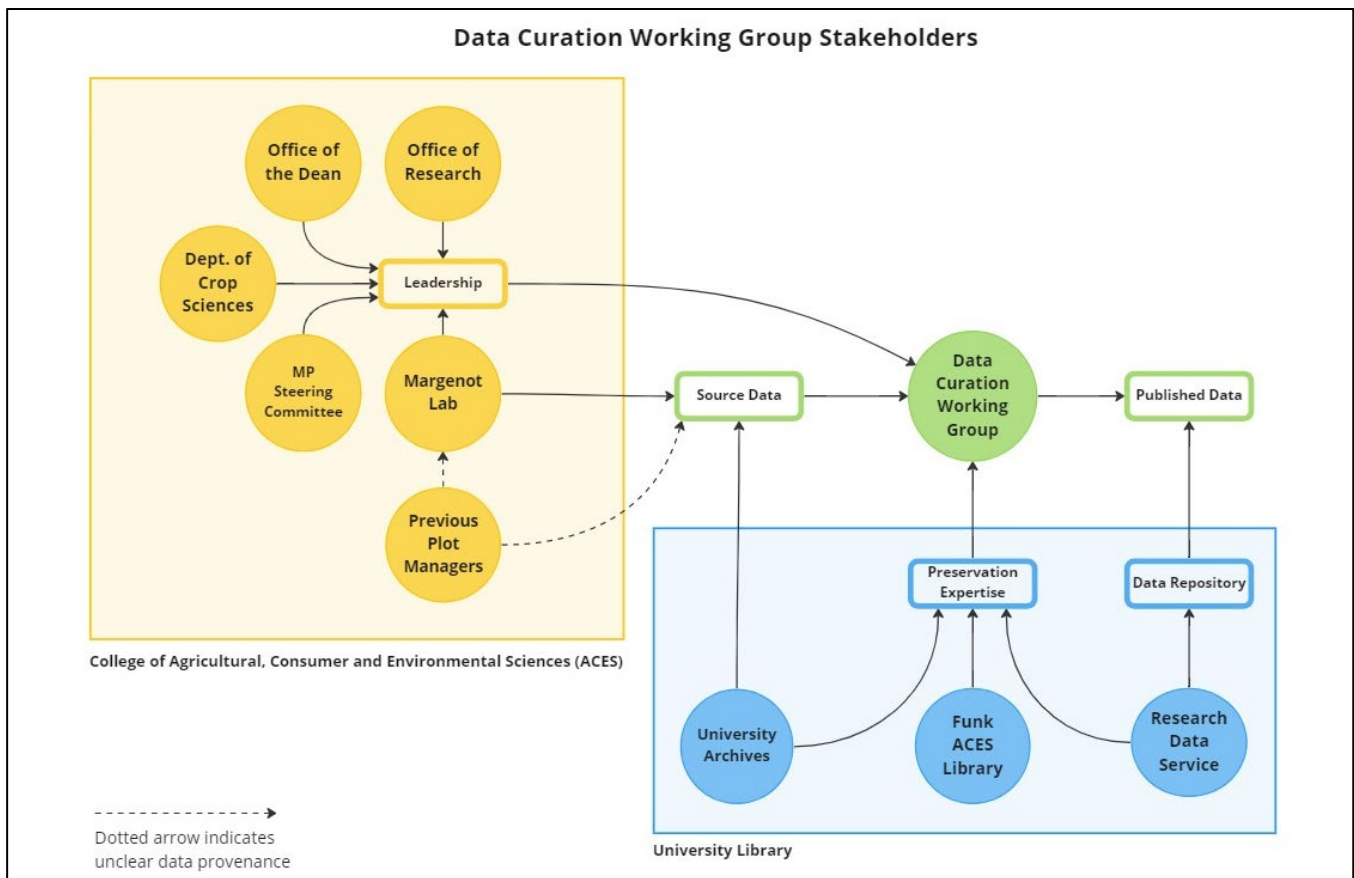 Data Curation Working Group Stakeholders
Office of
the Dean
Office of
Research
Dept. of
Crop
Sciences
Leadership
MP
Steering
Committee
Margenot
Lab
Previous
Plot
Managers
College of Agricultural, Consumer and Environmental Sciences (ACES)
Source Data
Data
Curation
Working
Group
Published Data
Preservation
Expertise
Data Repository
University
Archives
Funk
ACES
Library
Research
Data
Service
University Library
Dotted arrow indicates
unclear data provenance